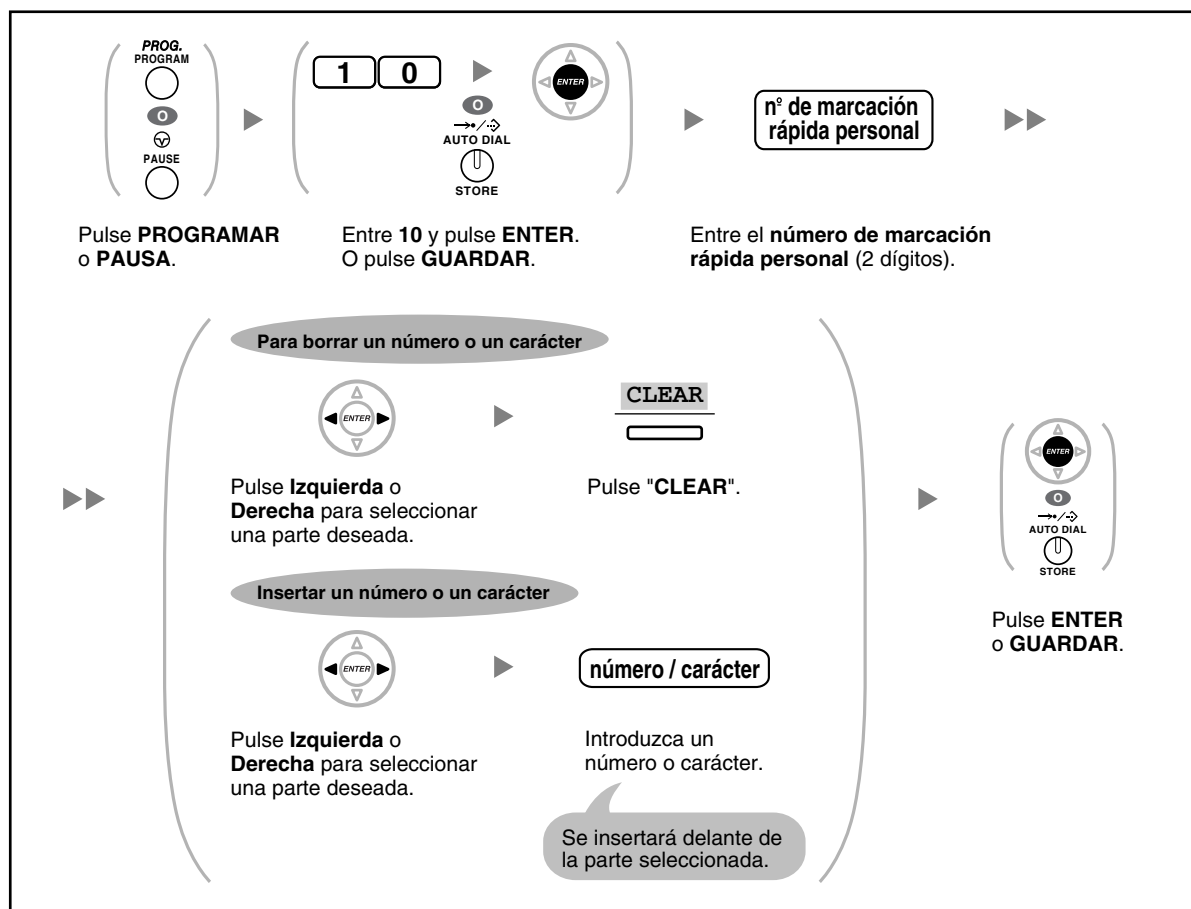 PROG.
PROGRAM
O
PAUSE
1 0
O
AUTO DIAL
STORE
ENTER
nº de marcación
rápida personal
Pulse PROGRAMAR
o PAUSA.
Entre 10 y pulse ENTER.
O pulse GUARDAR.
Entre el número de marcación
rápida personal (2 dígitos).
Para borrar un número o un carácter
ENTER
CLEAR
Pulse Izquierda o
Derecha para seleccionar
una parte deseada.
Pulse "CLEAR".
Insertar un número o un carácter
ENTER
número / carácter
Pulse Izquierda o
Derecha para seleccionar
una parte deseada.
Introduzca un
número o carácter.
Se insertará delante de
la parte seleccionada.
ENTER
O
AUTO DIAL
STORE
Pulse ENTER
o GUARDAR.